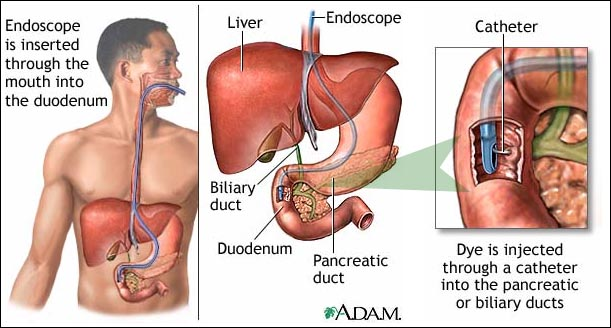 Endoscope
is inserted
through the
mouth into
the duodenum
Liver
Endoscope
Biliary
duct
Duodenum
Pancreatic
duct
A.D.A.M.
Catheter
Dye is injected
through a catheter
into the pancreatic
or biliary ducts